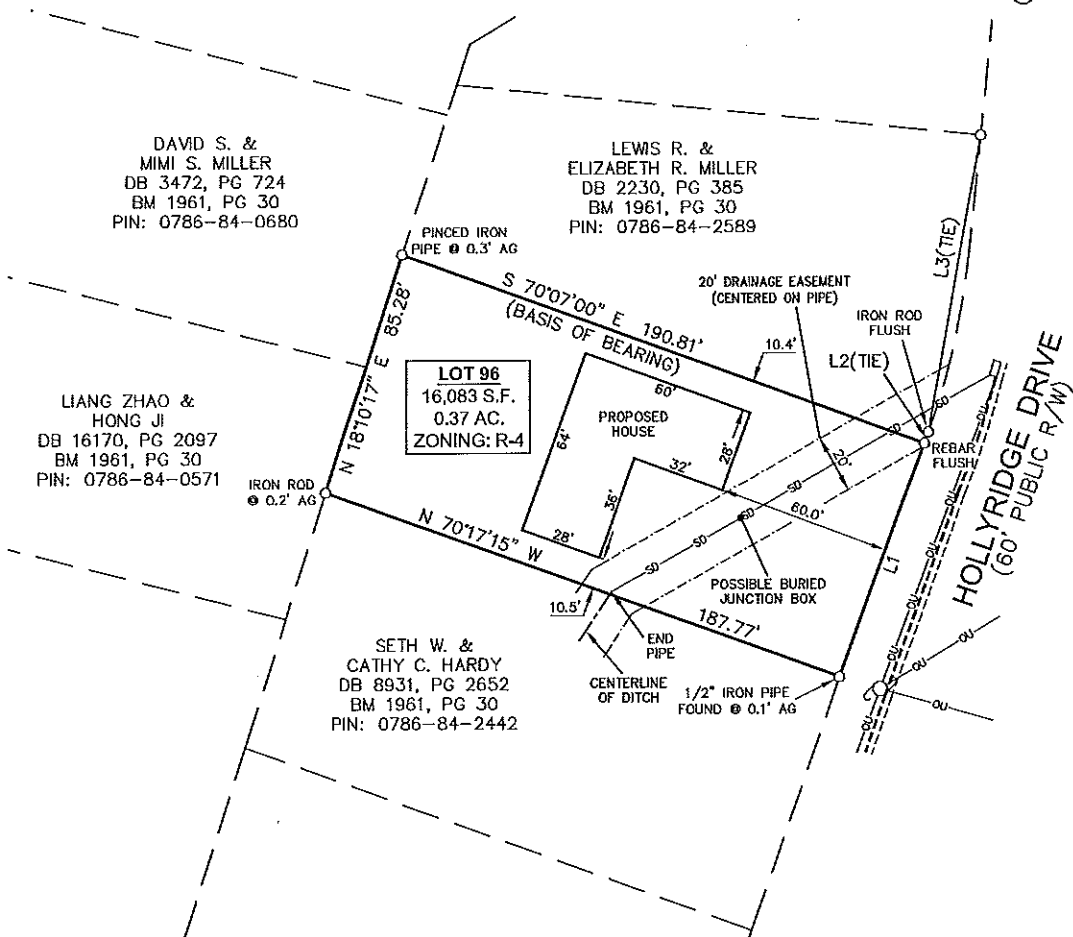 DAVID S. &
MIMI S. MILLER
DB 3472, PG 724
BM 1961, PG 30
PIN: 0786-84-0680
LEWIS R. &
ELIZABETH R. MILLER
DB 2230, PG 385
BM 1961, PG 30
PIN: 0786-84-2589
PINCED IRON
PIPE @ 0.3' AG
S 70°07'00" E 190.81'
(BASIS OF BEARING)
20' DRAINAGE EASEMENT
(CENTERED ON PIPE)
L3(TIE)
IRON ROD
FLUSH
L2(TIE)
10.4'
N 18°10'17" E 85.28'
LOT 96
16,083 S.F.
0.37 AC.
ZONING: R-4
60'
PROPOSED
HOUSE
64'
28'
32'
36'
28'
20'
60.0'
SD
SD
SD
SD
SD
SD
REBAR
FLUSH
HOLLYRIDGE DRIVE
(60' PUBLIC R/W)
LIANG ZHAO &
HONG JI
DB 16170, PG 2097
BM 1961, PG 30
PIN: 0786-84-0571
IRON ROD
@ 0.2' AG
N 70°17'15" W
187.77'
L1
POSSIBLE BURIED
JUNCTION BOX
10.5'
END
PIPE
CENTERLINE
OF DITCH
1/2" IRON PIPE
FOUND @ 0.1' AG
SETH W. &
CATHY C. HARDY
DB 8931, PG 2652
BM 1961, PG 30
PIN: 0786-84-2442
OU
OU
OU
OU
OU
OU
OU
OU
OU
OU